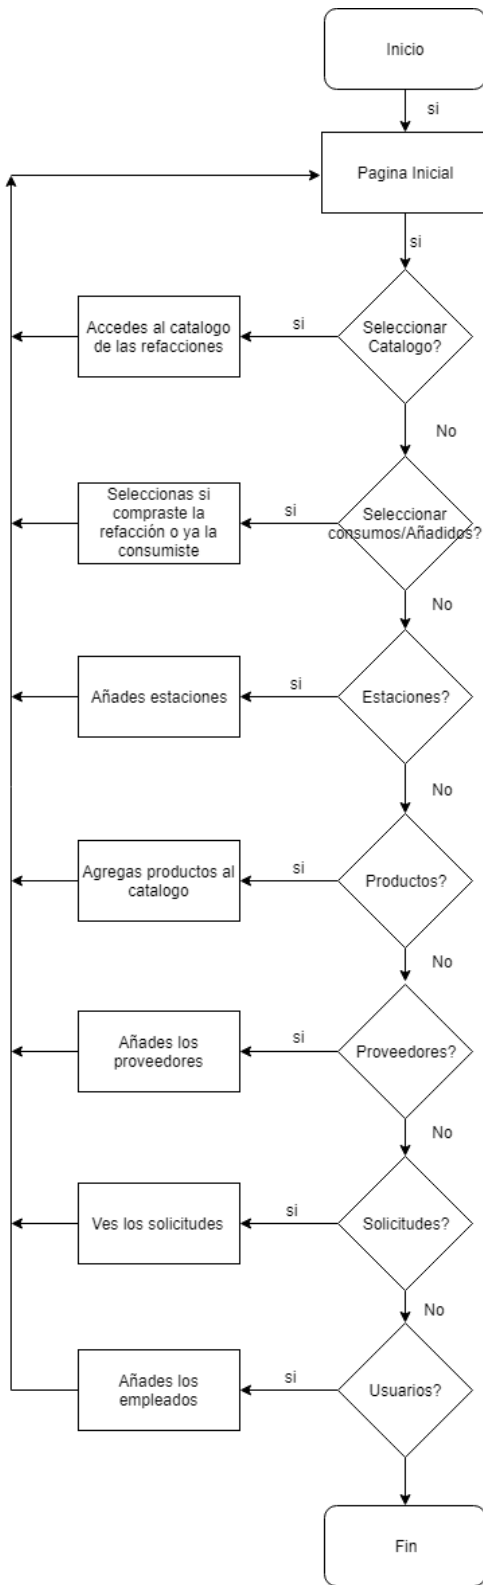 Inicio
si
Pagina Inicial
si
Accedes al catalogo
de las refacciones
si
Seleccionar
Catalogo?
No
Seleccionas si
compraste la
refacción o ya la
consumiste
si
Seleccionar
consumos/Añadidos?
No
Añades estaciones
si
Estaciones?
No
Agregas productos al
catalogo
si
Productos?
No
Añades los
proveedores
si
Proveedores?
No
Ves los solicitudes
si
Solicitudes?
No
Añades los
empleados
si
Usuarios?
Fin